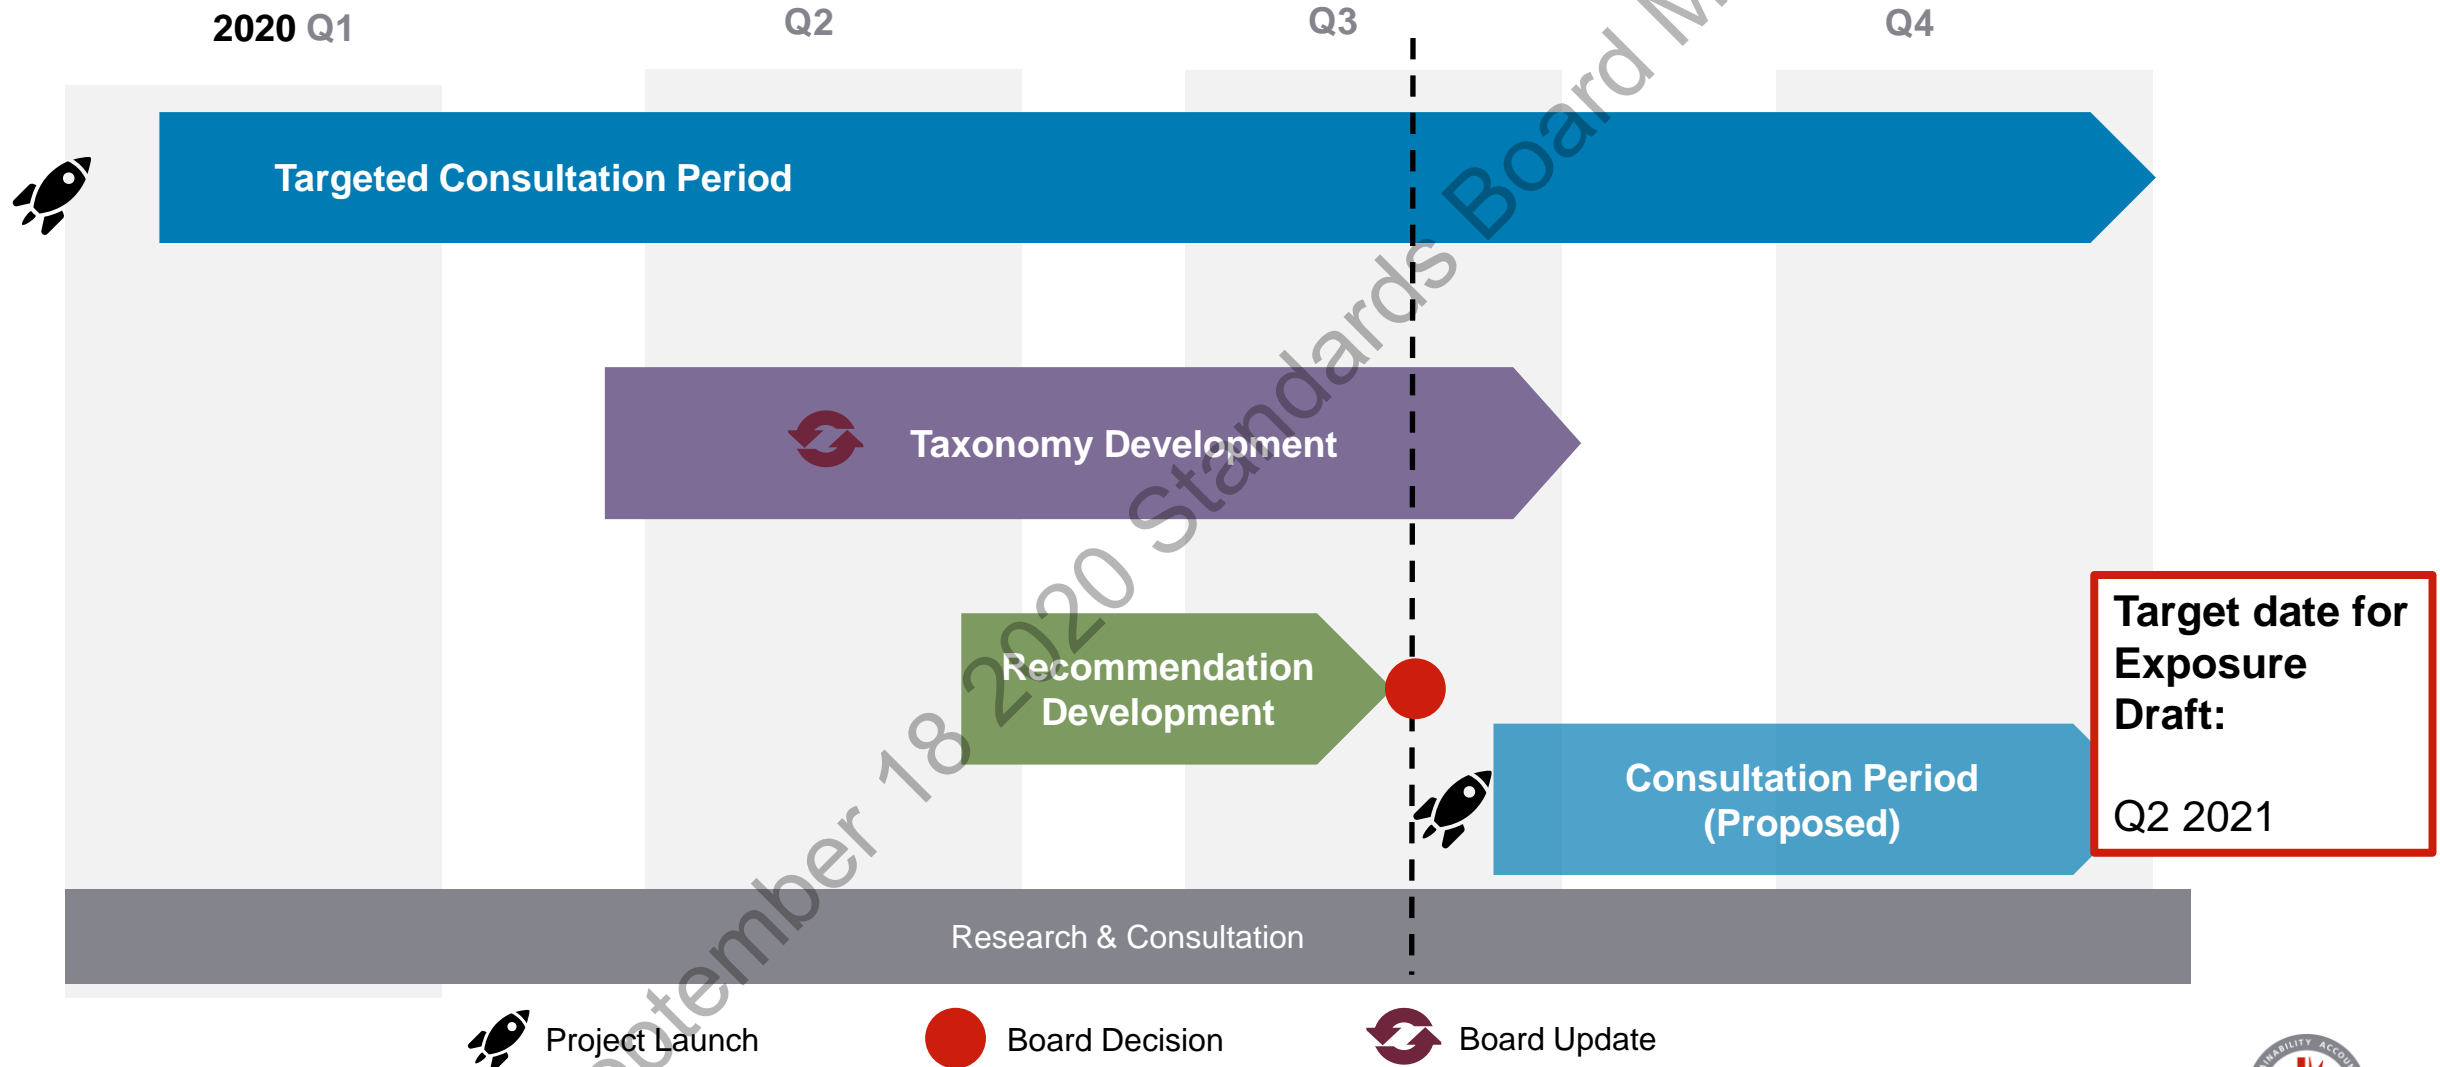 2020 Q1
Q2
Q3
Q4
Targeted Consultation Period
Taxonomy Development
Recommendation
Development
Target date for
Exposure
Draft:
Q2 2021
Consultation Period
(Proposed)
Research & Consultation
Project Launch
Board Decision
Board Update
18 2020 Standards Board